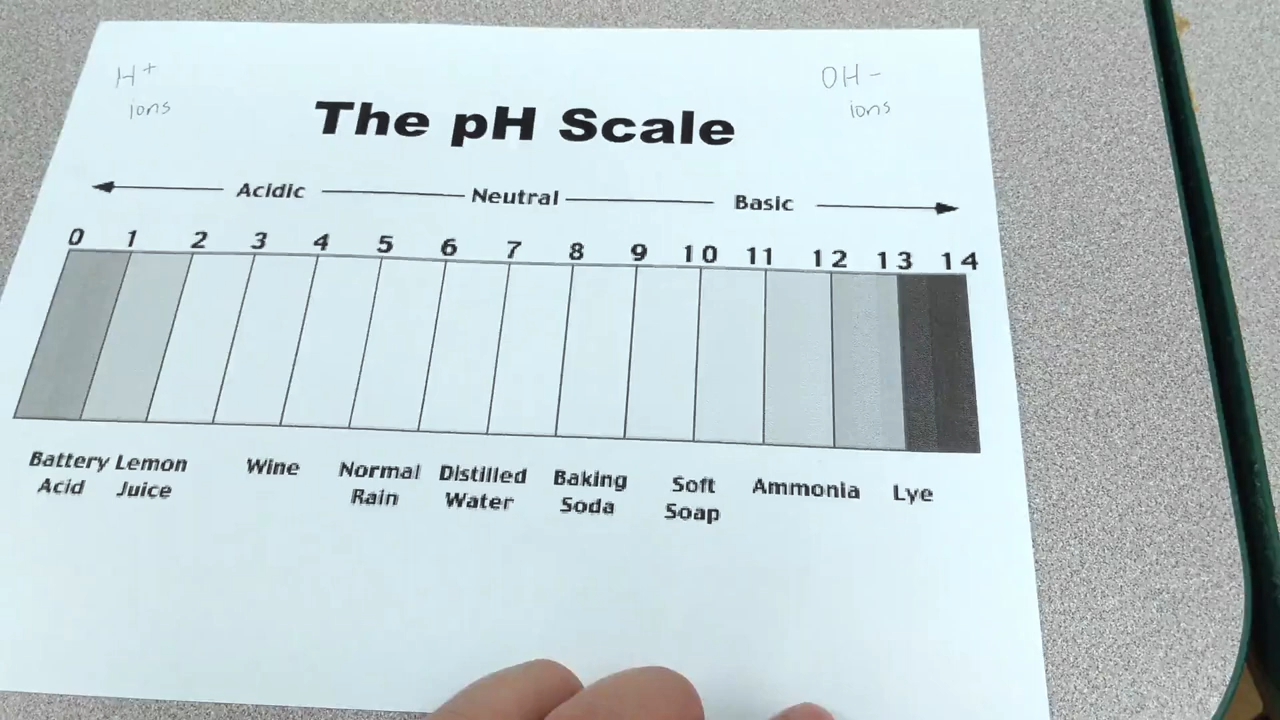 H+ OH-
ions ions
The pH Scale
Acidic Neutral Basic
0 1 2 3 4 5 6 7 8 9 10 11 12 13 14
Battery Lemon Wine Normal Distilled Baking Soft Ammonia Lye
Acid Juice Rain Water Soda Soap